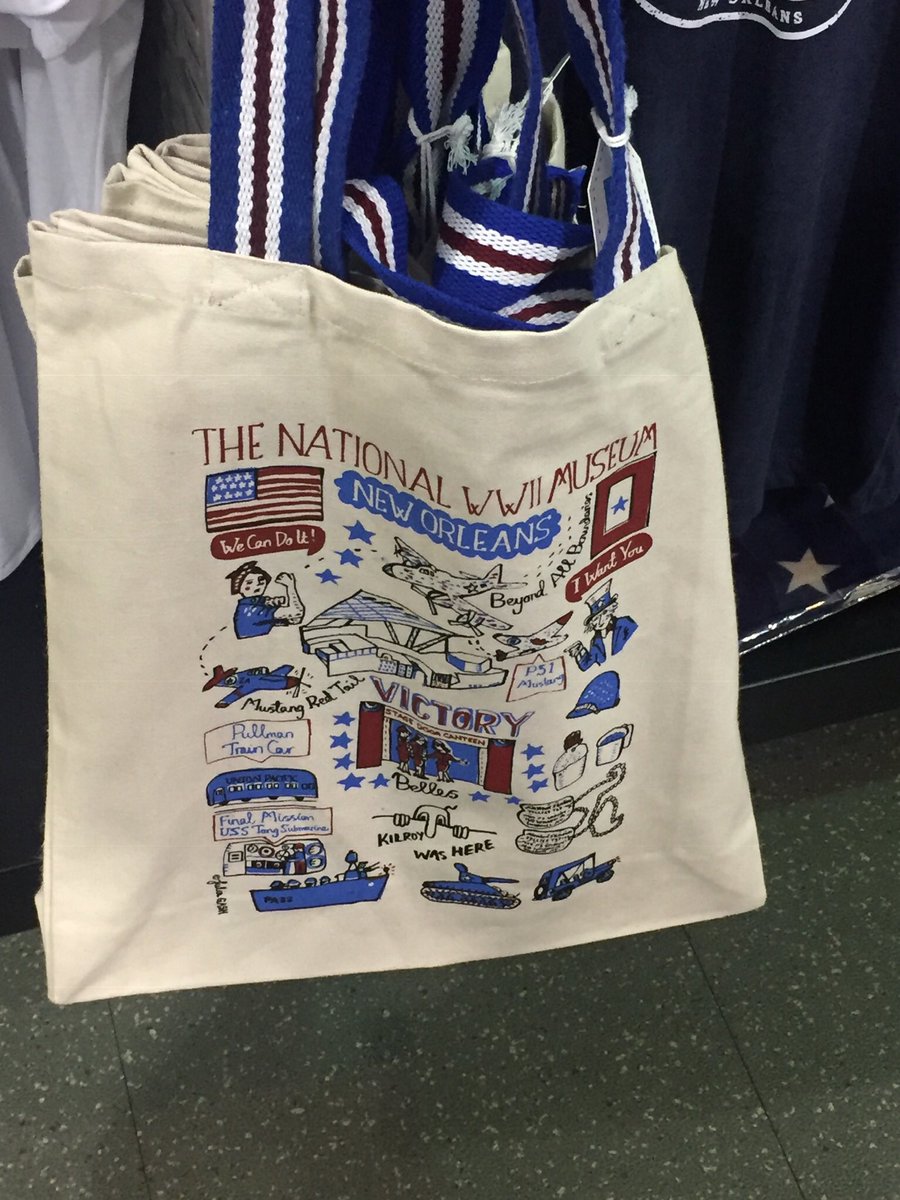 NEW ORLEANS
THE NATIONAL WWII MUSEUM
NEW ORLEANS
We Can Do It!
Beyond All Boundaries
I Want You
P51
Mustang
Mustang Red Tail
VICTORY
STAGE DOOR CANTEEN
Belles
Pullman
Train Car
UNION PACIFIC
Final Mission
USS Tang Submarine
KILROY
WAS HERE
Julia GASH